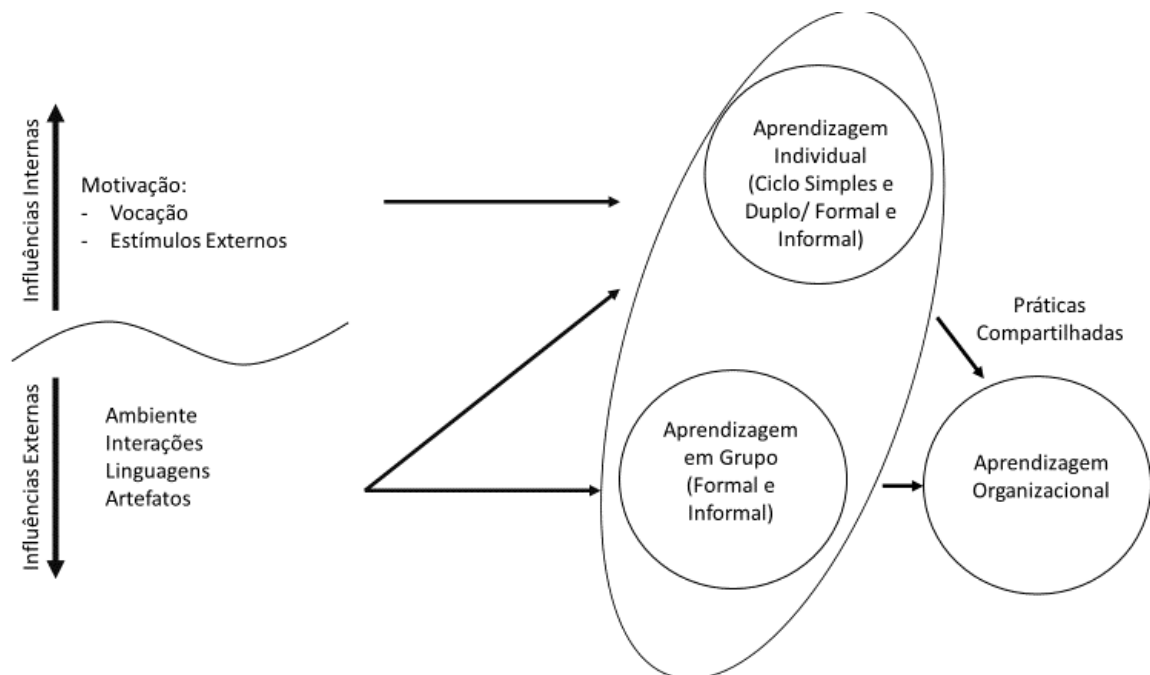 Influências Internas
Motivação:
- Vocação
- Estímulos Externos
Influências Externas
Ambiente
Interações
Linguagens
Artefatos
Aprendizagem
Individual
(Ciclo Simples e
Duplo/ Formal e
Informal)
Aprendizagem
em Grupo
(Formal e
Informal)
Práticas
Compartilhadas
Aprendizagem
Organizacional